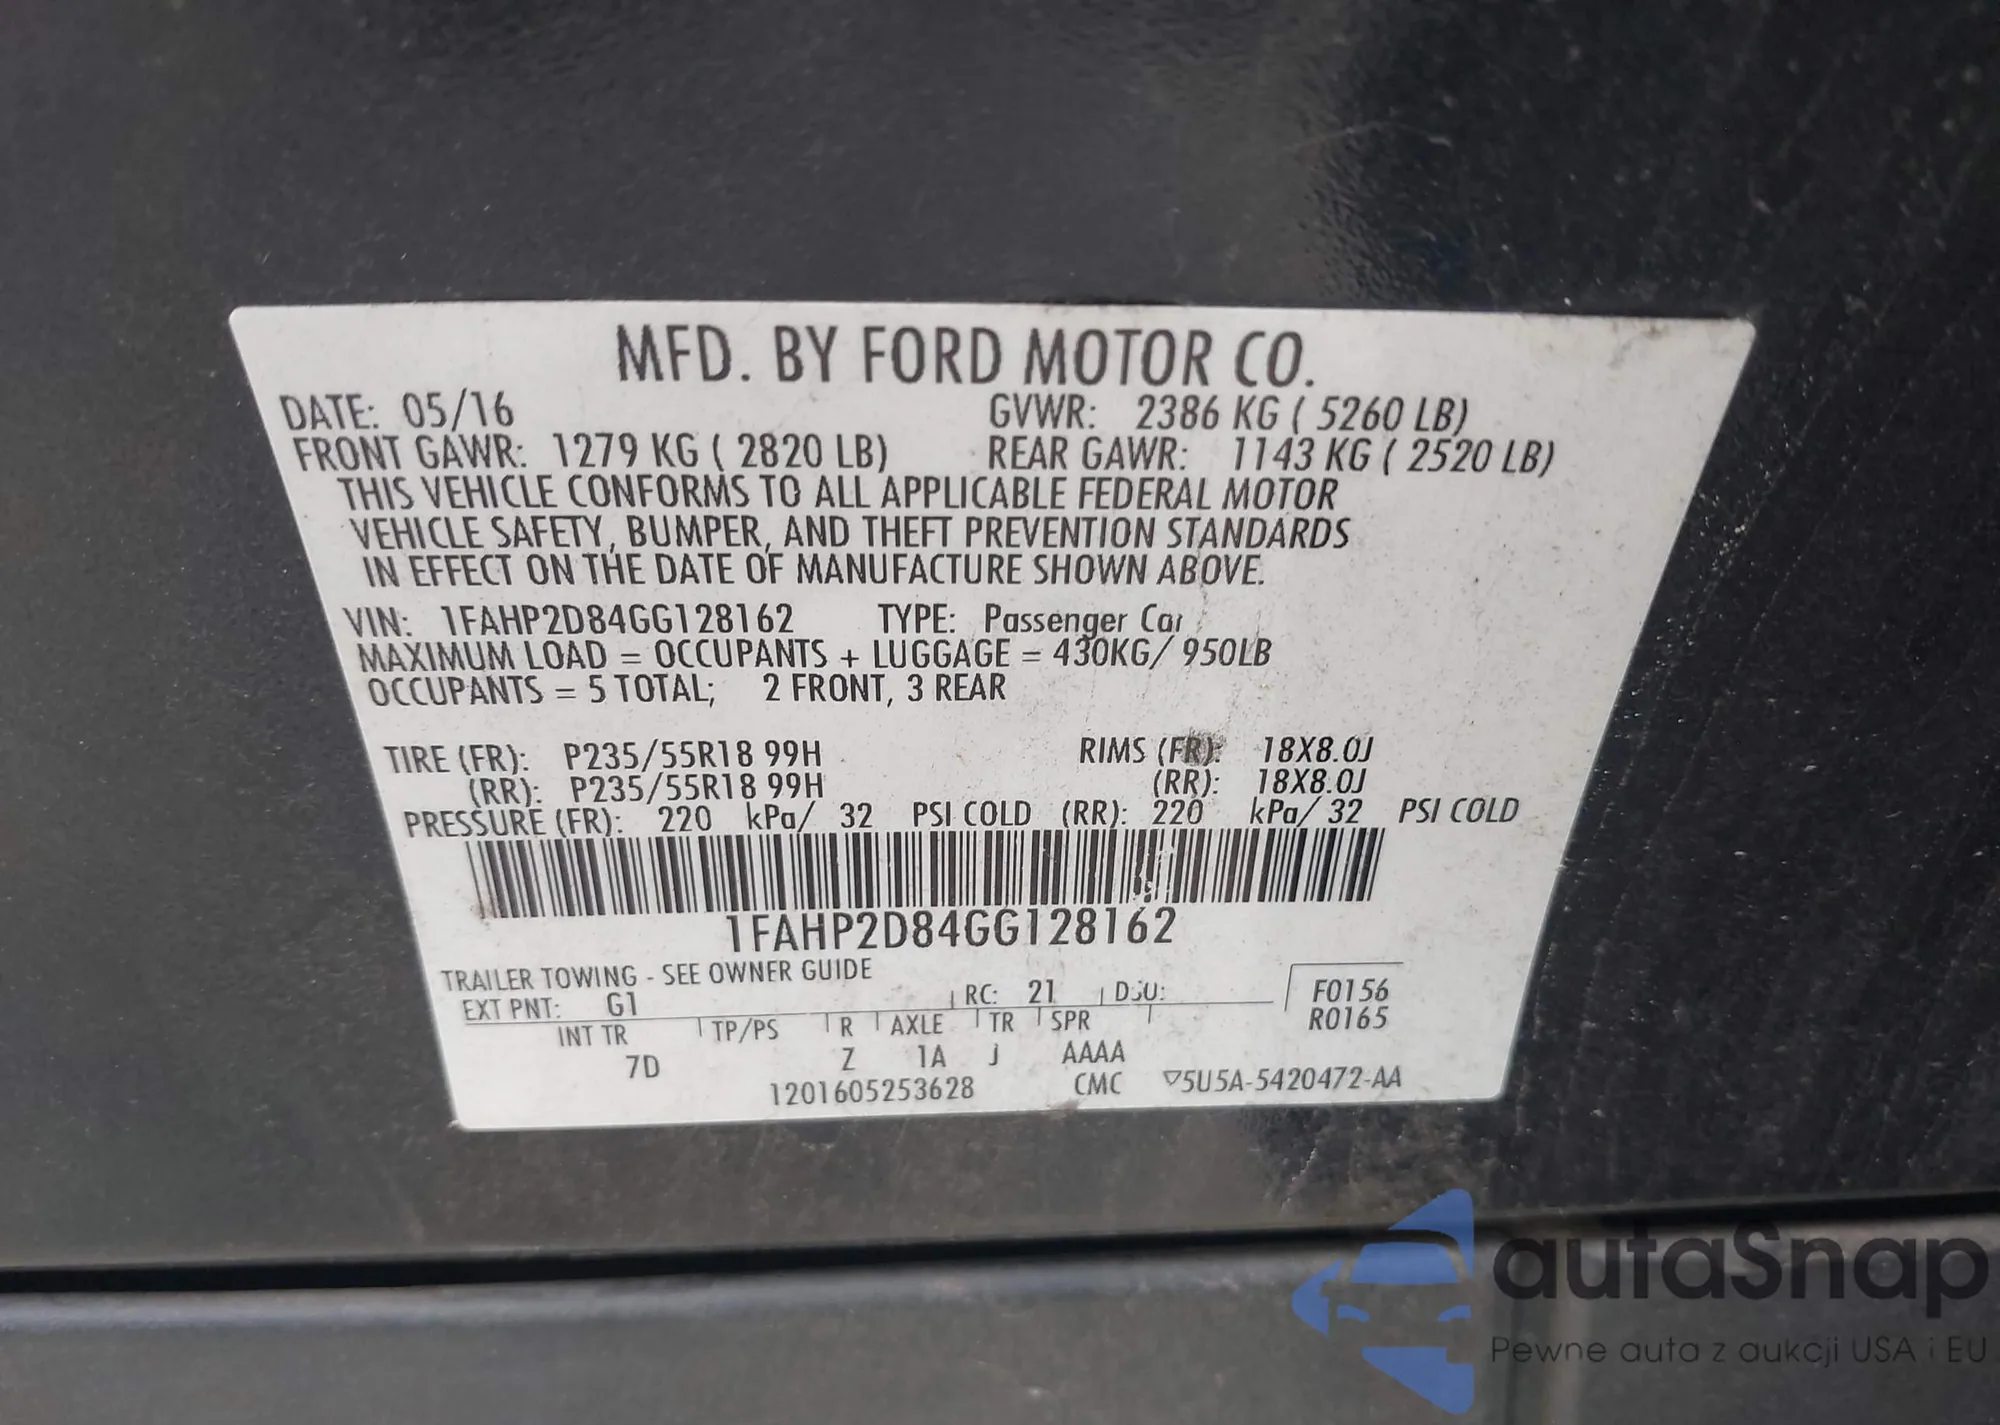 MFD. BY FORD MOTOR CO.
DATE: 05/16 GVWR: 2386 KG ( 5260 LB)
FRONT GAWR: 1279 KG ( 2820 LB) REAR GAWR: 1143 KG ( 2520 LB)
THIS VEHICLE CONFORMS TO ALL APPLICABLE FEDERAL MOTOR
VEHICLE SAFETY, BUMPER, AND THEFT PREVENTION STANDARDS
IN EFFECT ON THE DATE OF MANUFACTURE SHOWN ABOVE.
VIN: 1FAHP2D84GG128162 TYPE: Passenger Car
MAXIMUM LOAD = OCCUPANTS + LUGGAGE = 430KG/ 950LB
OCCUPANTS = 5 TOTAL; 2 FRONT, 3 REAR
TIRE (FR): P235/55R18 99H RIMS (FR): 18X8.0J
(RR): P235/55R18 99H (RR): 18X8.0J
PRESSURE (FR): 220 kPa/ 32 PSI COLD (RR): 220 kPa/ 32 PSI COLD
1FAHP2D84GG128162
TRAILER TOWING - SEE OWNER GUIDE
EXT PNT: G1 RC: 21 DSO: F0156
INT TR TP/PS R AXLE TR SPR R0165
7D Z 1A J AAAA
1201605253628 CMC ▽5U5A-5420472-AA
autaSnap
Pewne auta z aukcji USA i EU